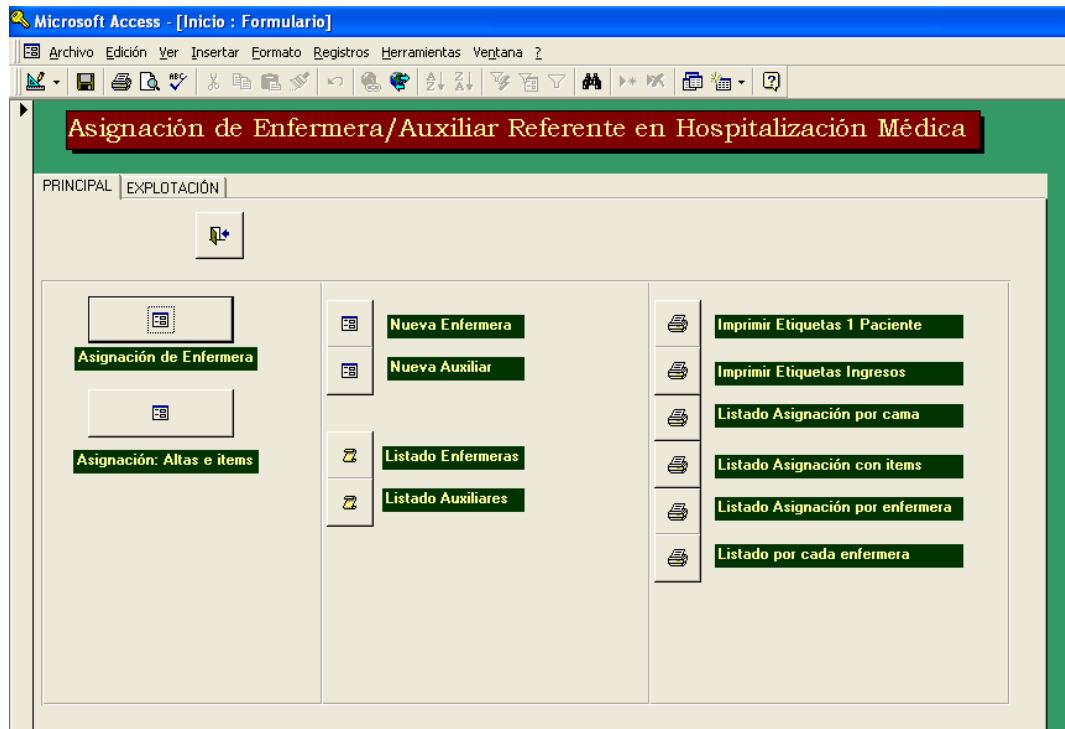 Microsoft Access - [Inicio : Formulario]
Archivo Edición Ver Insertar Formato Registros Herramientas Ventana ?
Asignación de Enfermera/Auxiliar Referente en Hospitalización Médica
PRINCIPAL EXPLOTACIÓN
Asignación de Enfermera
Asignación: Altas e items
Nueva Enfermera
Nueva Auxiliar
Listado Enfermeras
Listado Auxiliares
Imprimir Etiquetas 1 Paciente
Imprimir Etiquetas Ingresos
Listado Asignación por cama
Listado Asignación con items
Listado Asignación por enfermera
Listado por cada enfermera